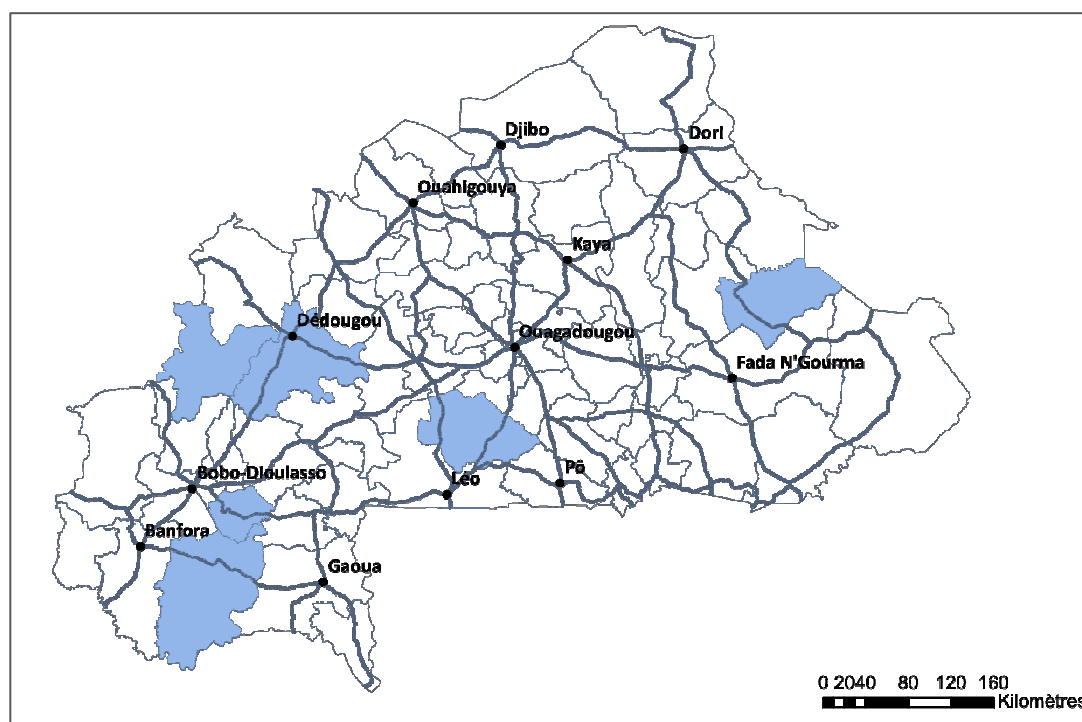 Djibo
Dori
Ouahigouya
Kaya
Dédougou
Ouagadougou
Fada N'Gourma
Bobo-Dioulasso
Léo
Pô
Banfora
Gaoua
0 2040 80 120 160
Kilomètres